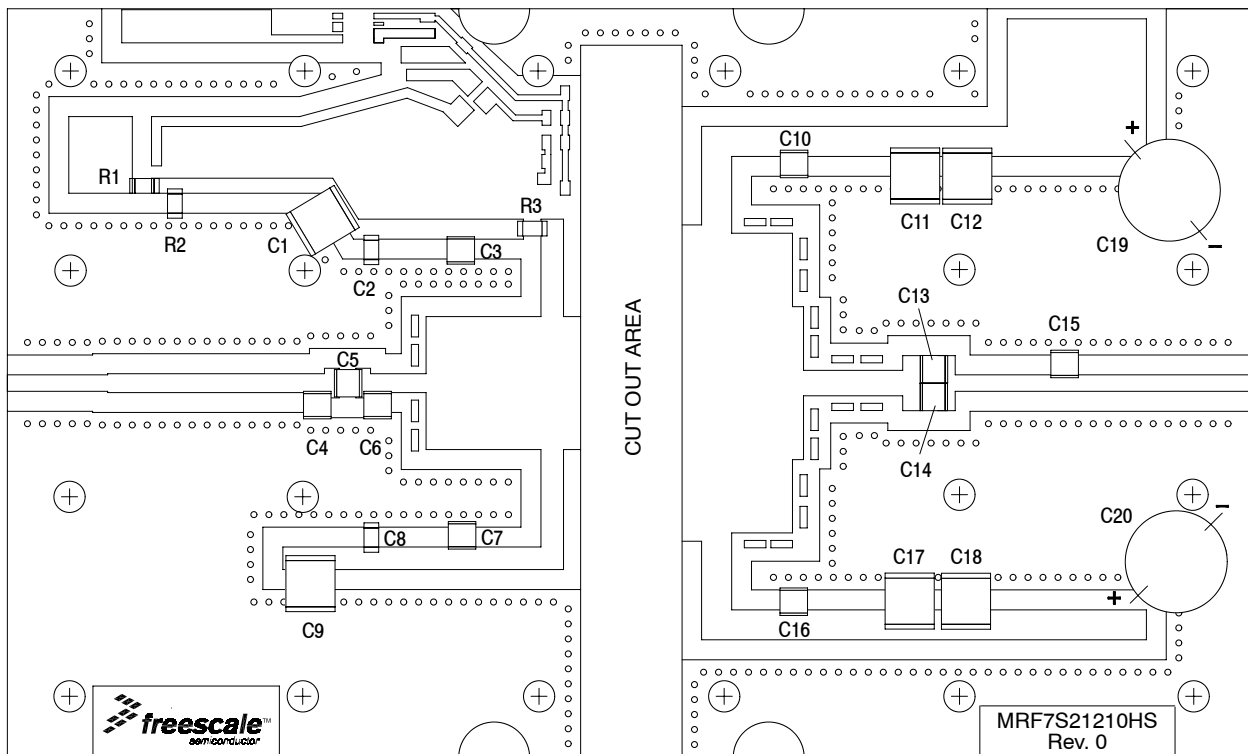 C10
R1
R2
C1
R3
C2
C3
C11
C12
C19
+
-
C13
C15
C5
C4
C6
CUT OUT AREA
C14
C8
C7
C9
C20
C17
C18
C16
-
+
freescale™
semiconductor
MRF7S21210HS
Rev. 0